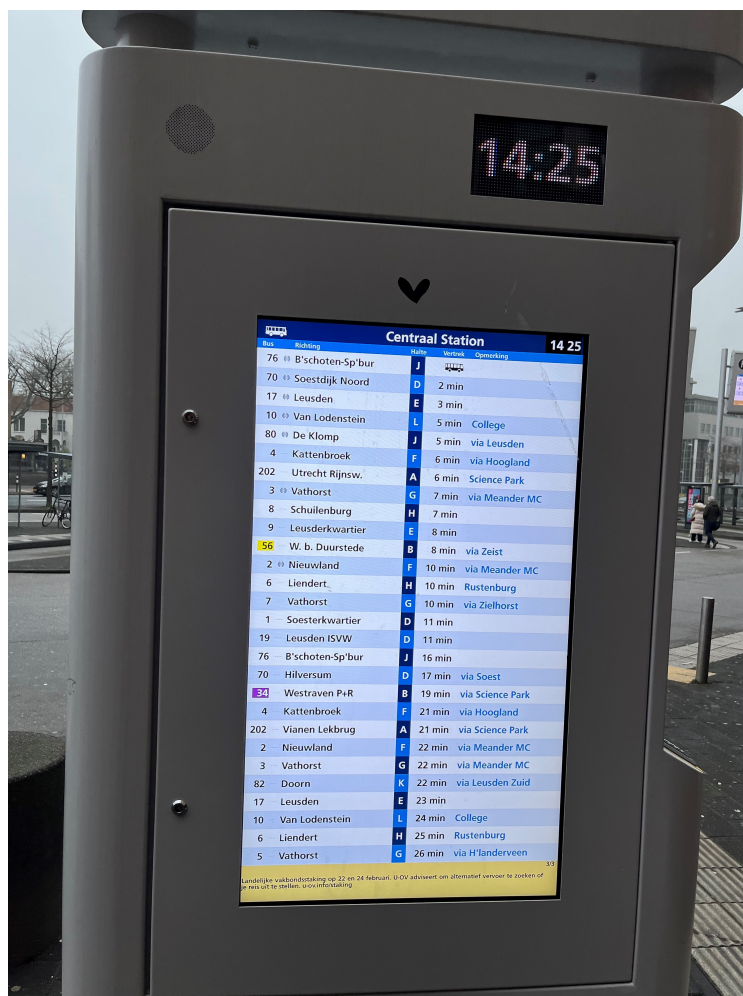 14:25
Centraal Station 14 25
Bus Richting Halte Vertrek Opmerking
76 B'schoten-Sp'bur J
70 Soestdijk Noord D 2 min
17 Leusden E 3 min
10 Van Lodenstein L 5 min College
80 De Klomp J 5 min via Leusden
4 Kattenbroek F 6 min via Hoogland
202 Utrecht Rijnsw. A 6 min Science Park
3 Vathorst G 7 min via Meander MC
8 Schuilenburg H 7 min
9 Leusderkwartier E 8 min
56 W. b. Duurstede B 8 min via Zeist
2 Nieuwland F 10 min via Meander MC
6 Liendert H 10 min Rustenburg
7 Vathorst G 10 min via Zielhorst
1 Soesterkwartier D 11 min
19 Leusden ISVW D 11 min
76 B'schoten-Sp'bur J 16 min
70 Hilversum D 17 min via Soest
34 Westraven P+R B 19 min via Science Park
4 Kattenbroek F 21 min via Hoogland
202 Vianen Lekbrug A 21 min via Science Park
2 Nieuwland F 22 min via Meander MC
3 Vathorst G 22 min via Meander MC
82 Doorn K 22 min via Leusden Zuid
17 Leusden E 23 min
10 Van Lodenstein L 24 min College
6 Liendert H 25 min Rustenburg
5 Vathorst G 26 min via H'landerveen
3/3
Landelijke vakbondsstaking op 22 en 24 februari. U-OV adviseert om alternatief vervoer te zoeken of
je reis uit te stellen. u-ov.info/staking